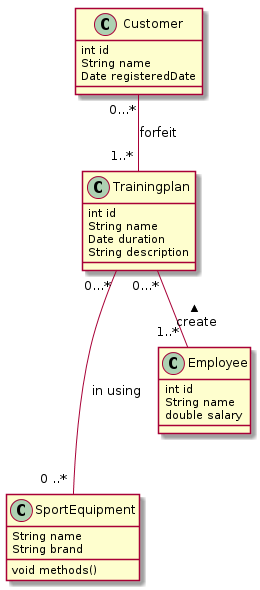 C Customer
int id
String name
Date registeredDate
0...*
forfeit
1..*
C Trainingplan
int id
String name
Date duration
String description
0...* 0...*
create
1..*
C Employee
int id
String name
double salary
in using
0 ..*
C SportEquipment
String name
String brand
void methods()